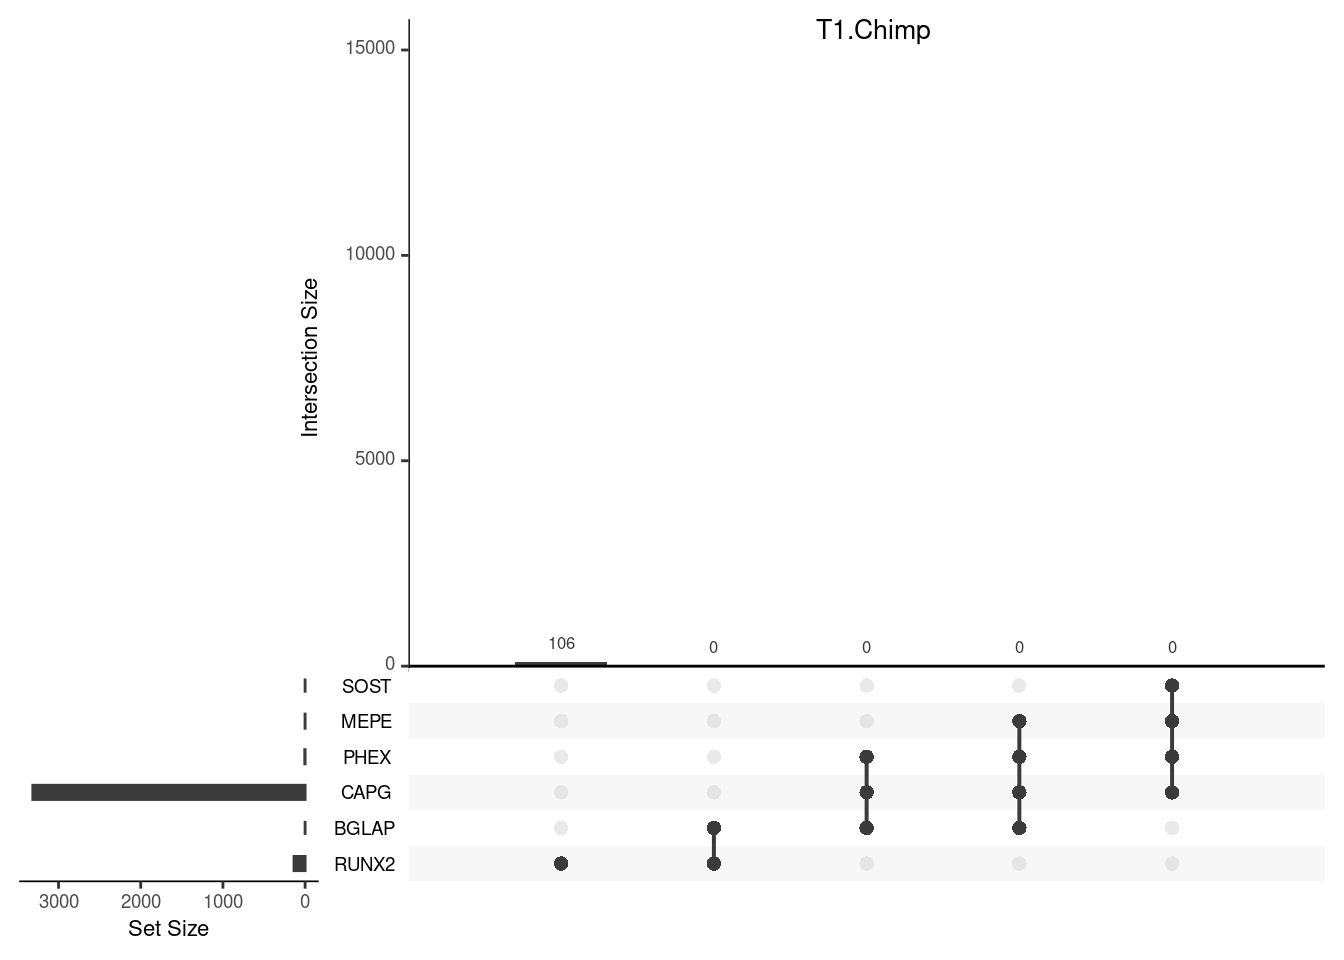 T1.Chimp
15000
10000
5000
0
Intersection Size
106 0 0 0 0
SOST
MEPE
PHEX
CAPG
BGLAP
RUNX2
3000 2000 1000 0
Set Size